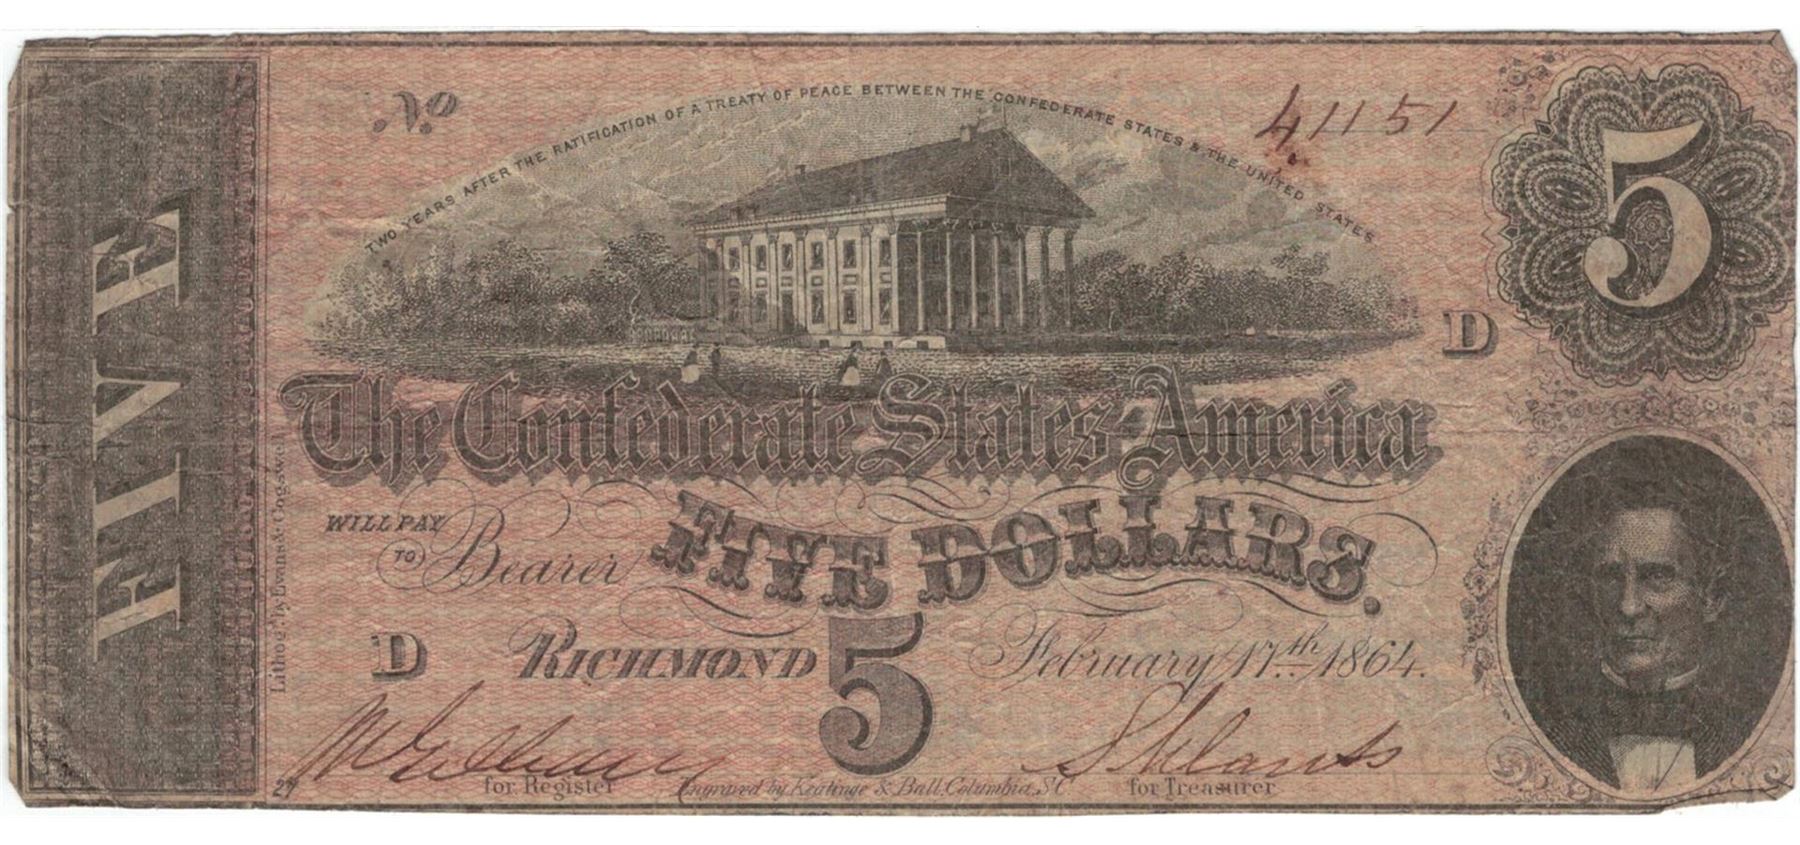 No
41151
TWO YEARS AFTER THE RATIFICATION OF A TREATY OF PEACE BETWEEN THE CONFEDERATE STATES & THE UNITED STATES
5
FIVE
D
The Confederate States America
WILL PAY
TO Bearer FIVE DOLLARS.
D RICHMOND 5 February 17th 1864.
Lithog'd by Evans & Cogswell
27
for Register
Engraved by Keatinge & Ball, Columbia, S C
for Treasurer